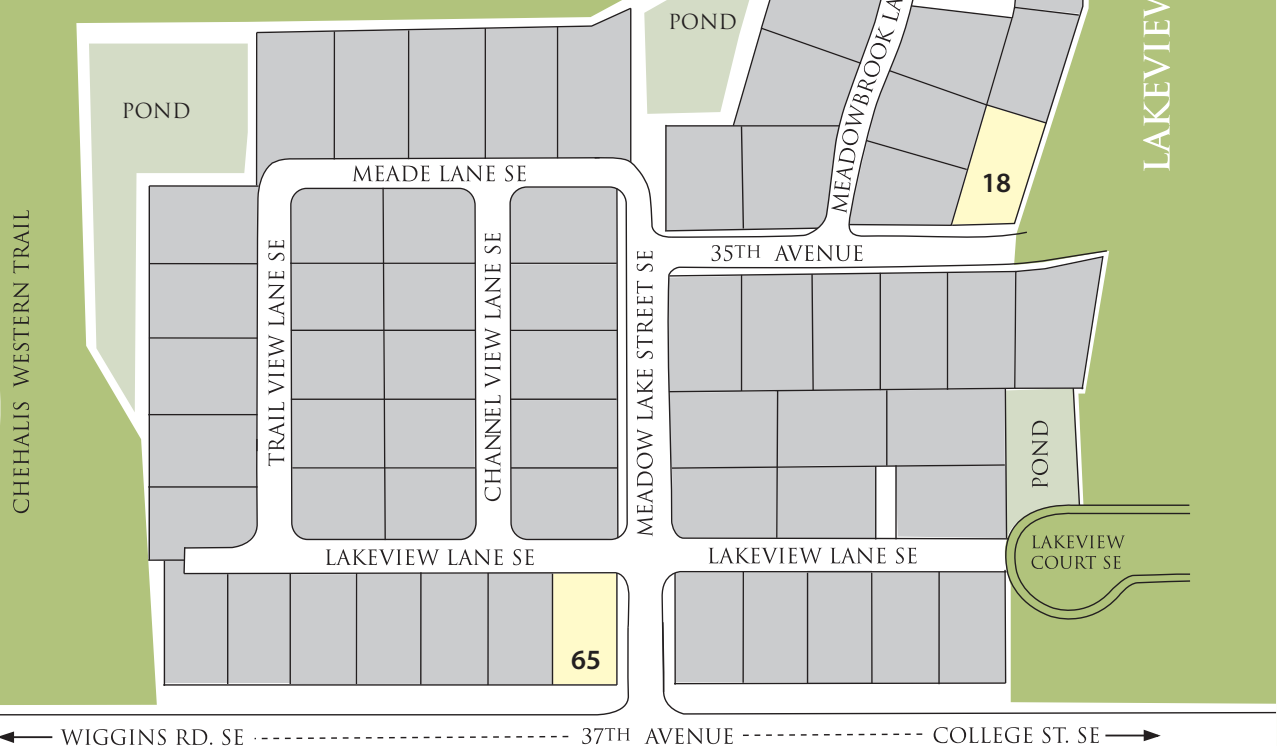 POND
MEADOWBROOK LA
LAKEVIEW
POND
MEADE LANE SE
18
CHEHALIS WESTERN TRAIL
TRAIL VIEW LANE SE
CHANNEL VIEW LANE SE
MEADOW LAKE STREET SE
35TH AVENUE
POND
LAKEVIEW LANE SE
LAKEVIEW LANE SE
LAKEVIEW
COURT SE
65
WIGGINS RD. SE
37TH AVENUE
COLLEGE ST. SE